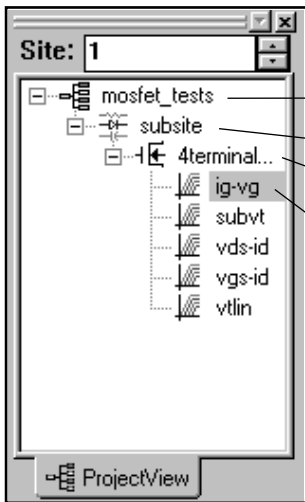 Site: 1
mosfet_tests
subsite
4terminal...
ig-vg
subvt
vds-id
vgs-id
vtlin
ProjectView